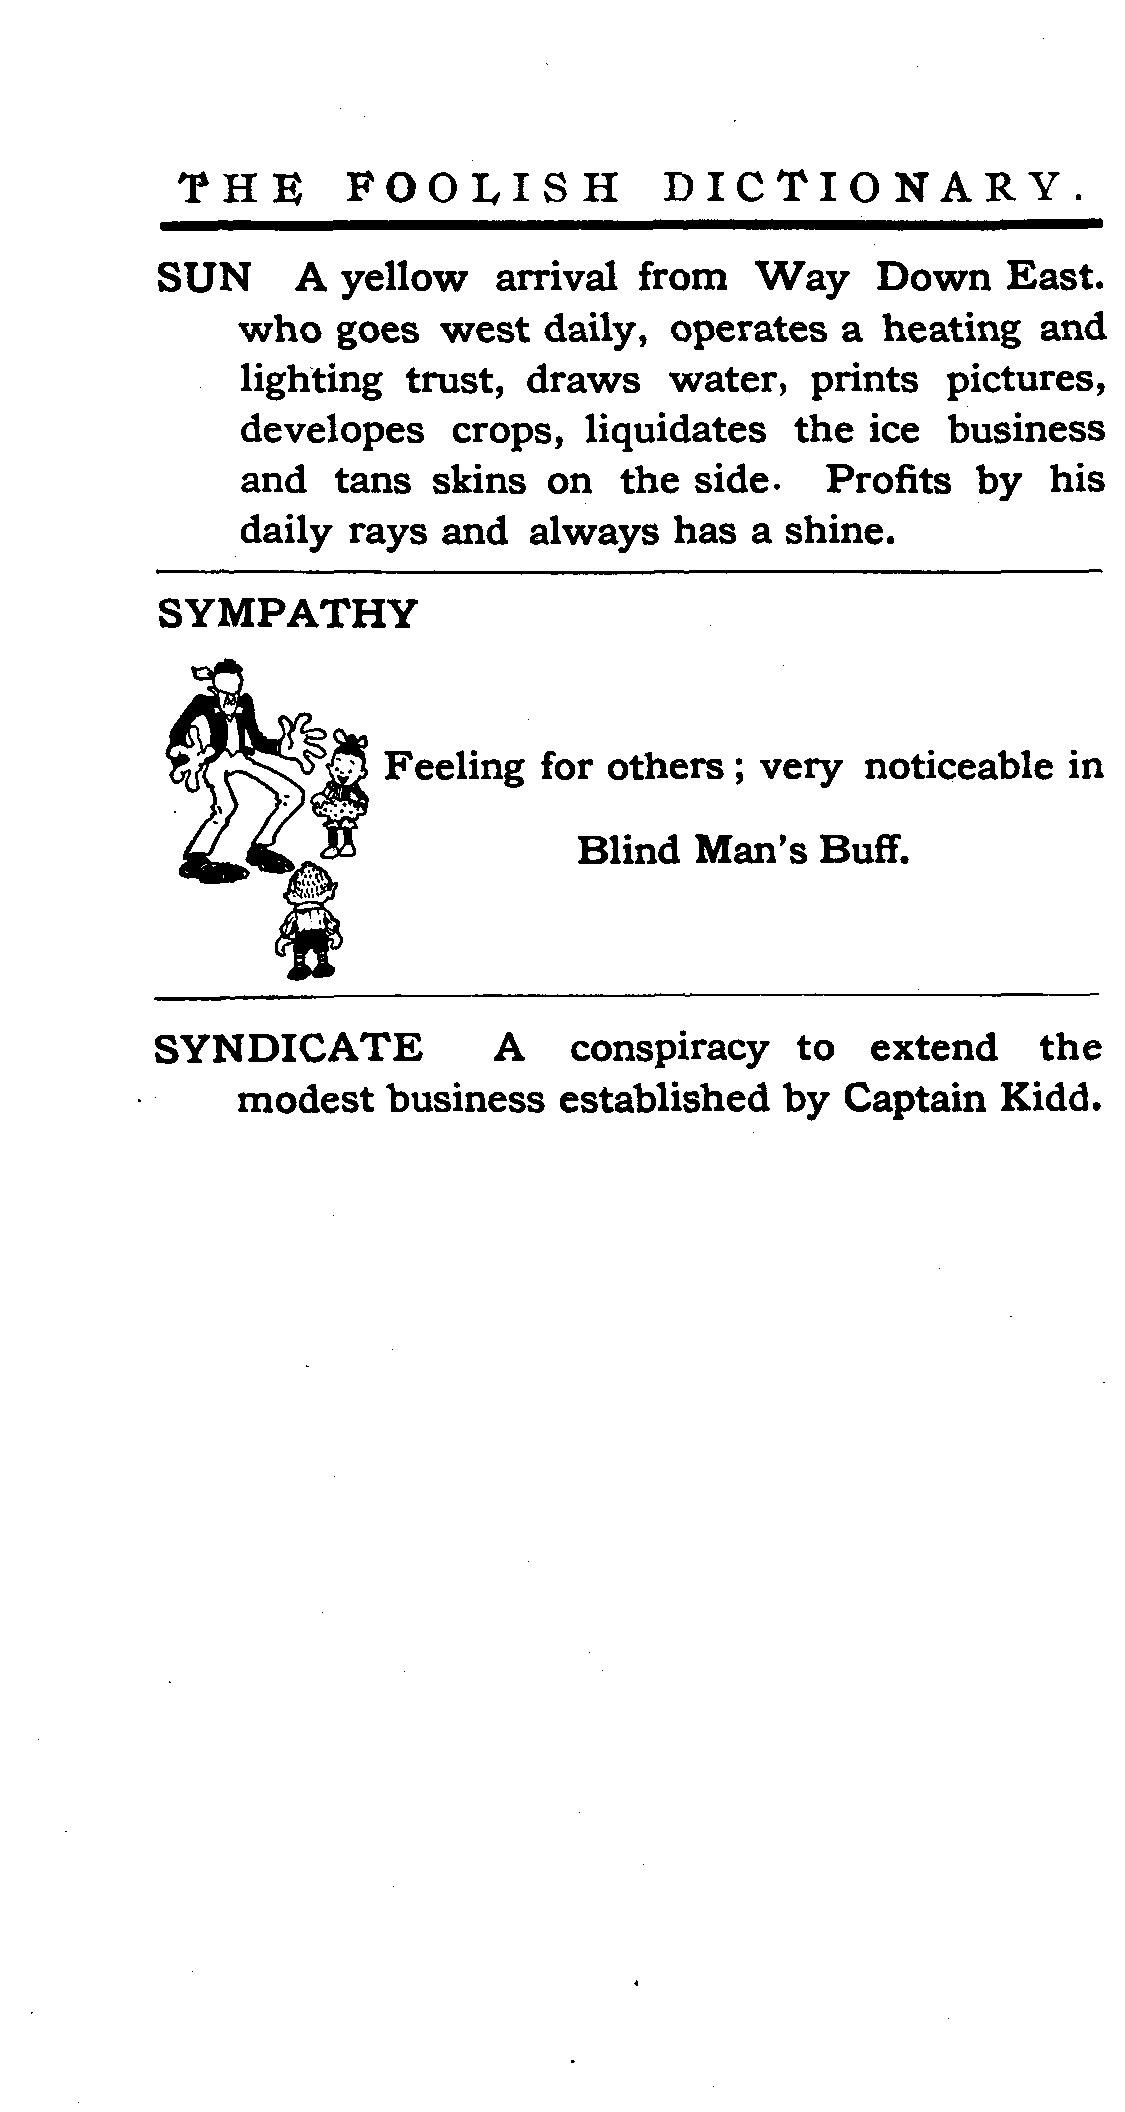 THE FOOLISH DICTIONARY.
SUN A yellow arrival from Way Down East.
who goes west daily, operates a heating and
lighting trust, draws water, prints pictures,
developes crops, liquidates the ice business
and tans skins on the side. Profits by his
daily rays and always has a shine.
SYMPATHY
Feeling for others; very noticeable in
Blind Man's Buff.
SYNDICATE A conspiracy to extend the
modest business established by Captain Kidd.